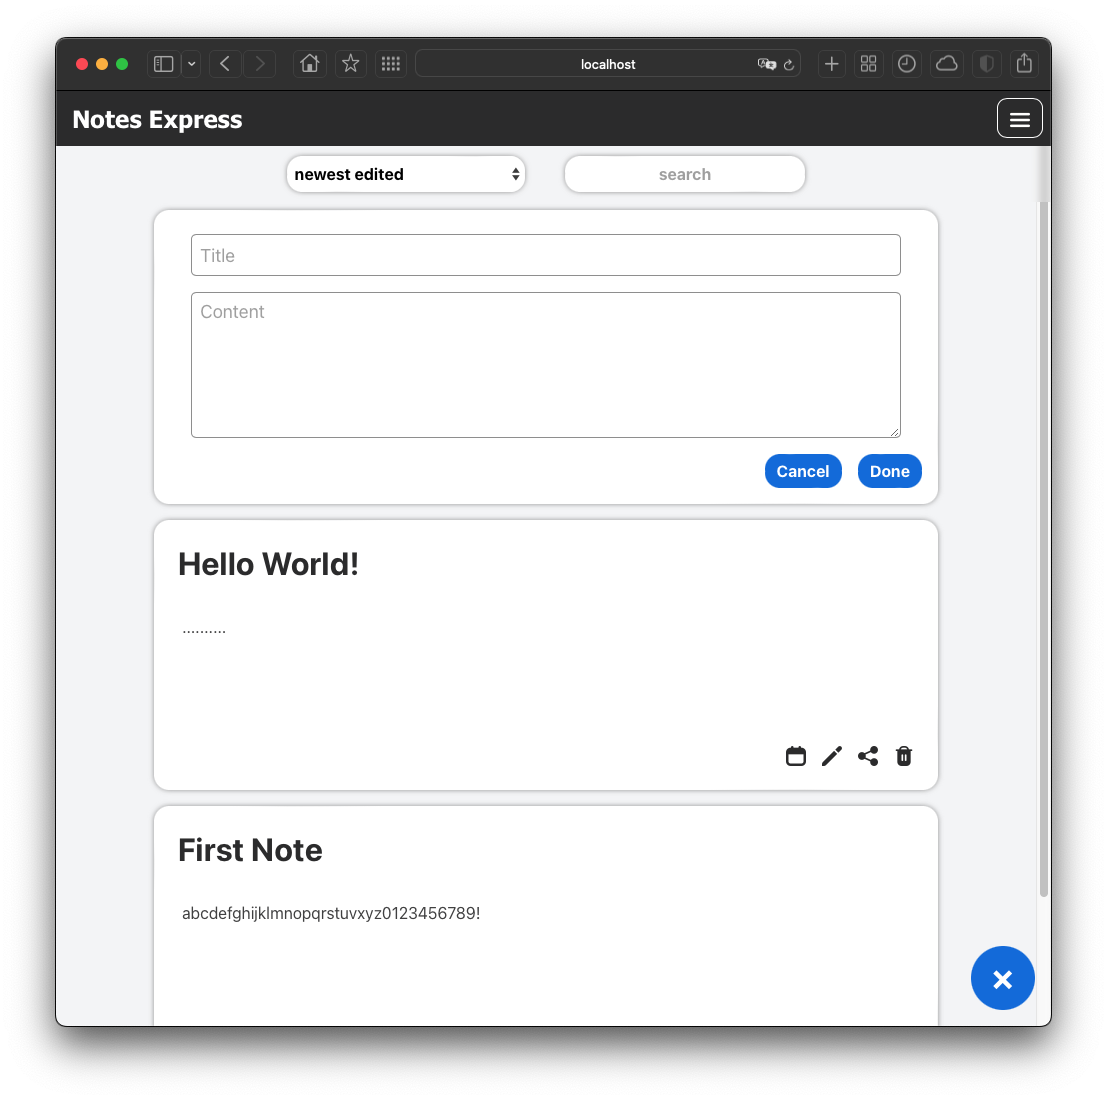 localhost
Notes Express
newest edited
search
Title
Content
Cancel
Done
Hello World!
..........
First Note
abcdefghijklmnopqrstuvxyz0123456789!